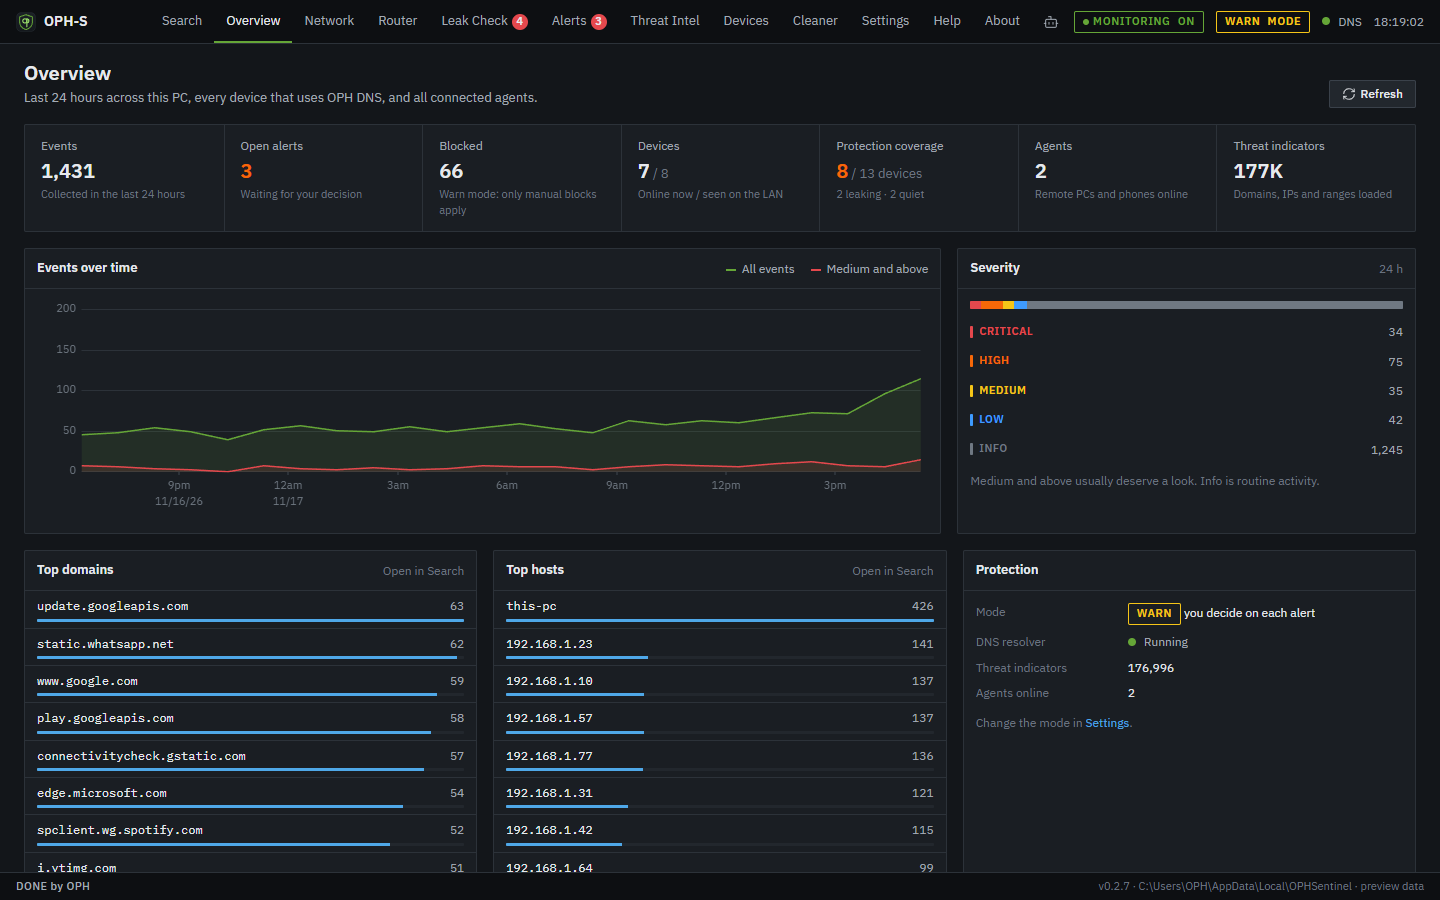 OPH-S
Search
Overview
Network
Router
Leak Check 4
Alerts 3
Threat Intel
Devices
Cleaner
Settings
Help
About
MONITORING ON
WARN MODE
DNS
18:19:02
Overview
Last 24 hours across this PC, every device that uses OPH DNS, and all connected agents.
Refresh
Events
1,431
Collected in the last 24 hours
Open alerts
3
Waiting for your decision
Blocked
66
Warn mode: only manual blocks
apply
Devices
7 / 8
Online now / seen on the LAN
Protection coverage
8 / 13 devices
2 leaking · 2 quiet
Agents
2
Remote PCs and phones online
Threat indicators
177K
Domains, IPs and ranges loaded
Events over time
All events
Medium and above
200
150
100
50
0
9pm
11/16/26
12am
11/17
3am
6am
9am
12pm
3pm
Severity
24 h
CRITICAL 34
HIGH 75
MEDIUM 35
LOW 42
INFO 1,245
Medium and above usually deserve a look. Info is routine activity.
Top domains
Open in Search
update.googleapis.com 63
static.whatsapp.net 62
www.google.com 59
play.googleapis.com 58
connectivitycheck.gstatic.com 57
edge.microsoft.com 54
spclient.wg.spotify.com 52
i.ytimg.com 51
Top hosts
Open in Search
this-pc 426
192.168.1.23 141
192.168.1.10 137
192.168.1.57 137
192.168.1.77 136
192.168.1.31 121
192.168.1.42 115
192.168.1.64 99
Protection
Mode WARN you decide on each alert
DNS resolver Running
Threat indicators 176,996
Agents online 2
Change the mode in Settings.
DONE by OPH
v0.2.7 · C:\Users\OPH\AppData\Local\OPHSentinel · preview data